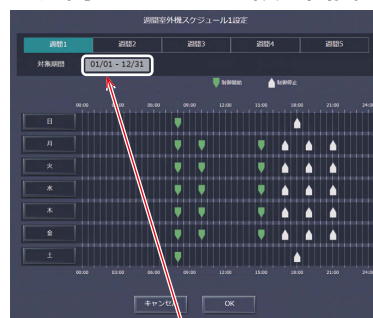 週間室外機スケジュール1設定
週間1 週間2 週間3 週間4 週間5
対象期間 01/01 - 12/31
制御開始 制御停止
00:00 03:00 06:00 09:00 12:00 15:00 18:00 21:00 24:0
日
月
火
水
木
金
土
00:00 03:00 06:00 09:00 12:00 15:00 18:00 21:00 24:0
キャンセル OK